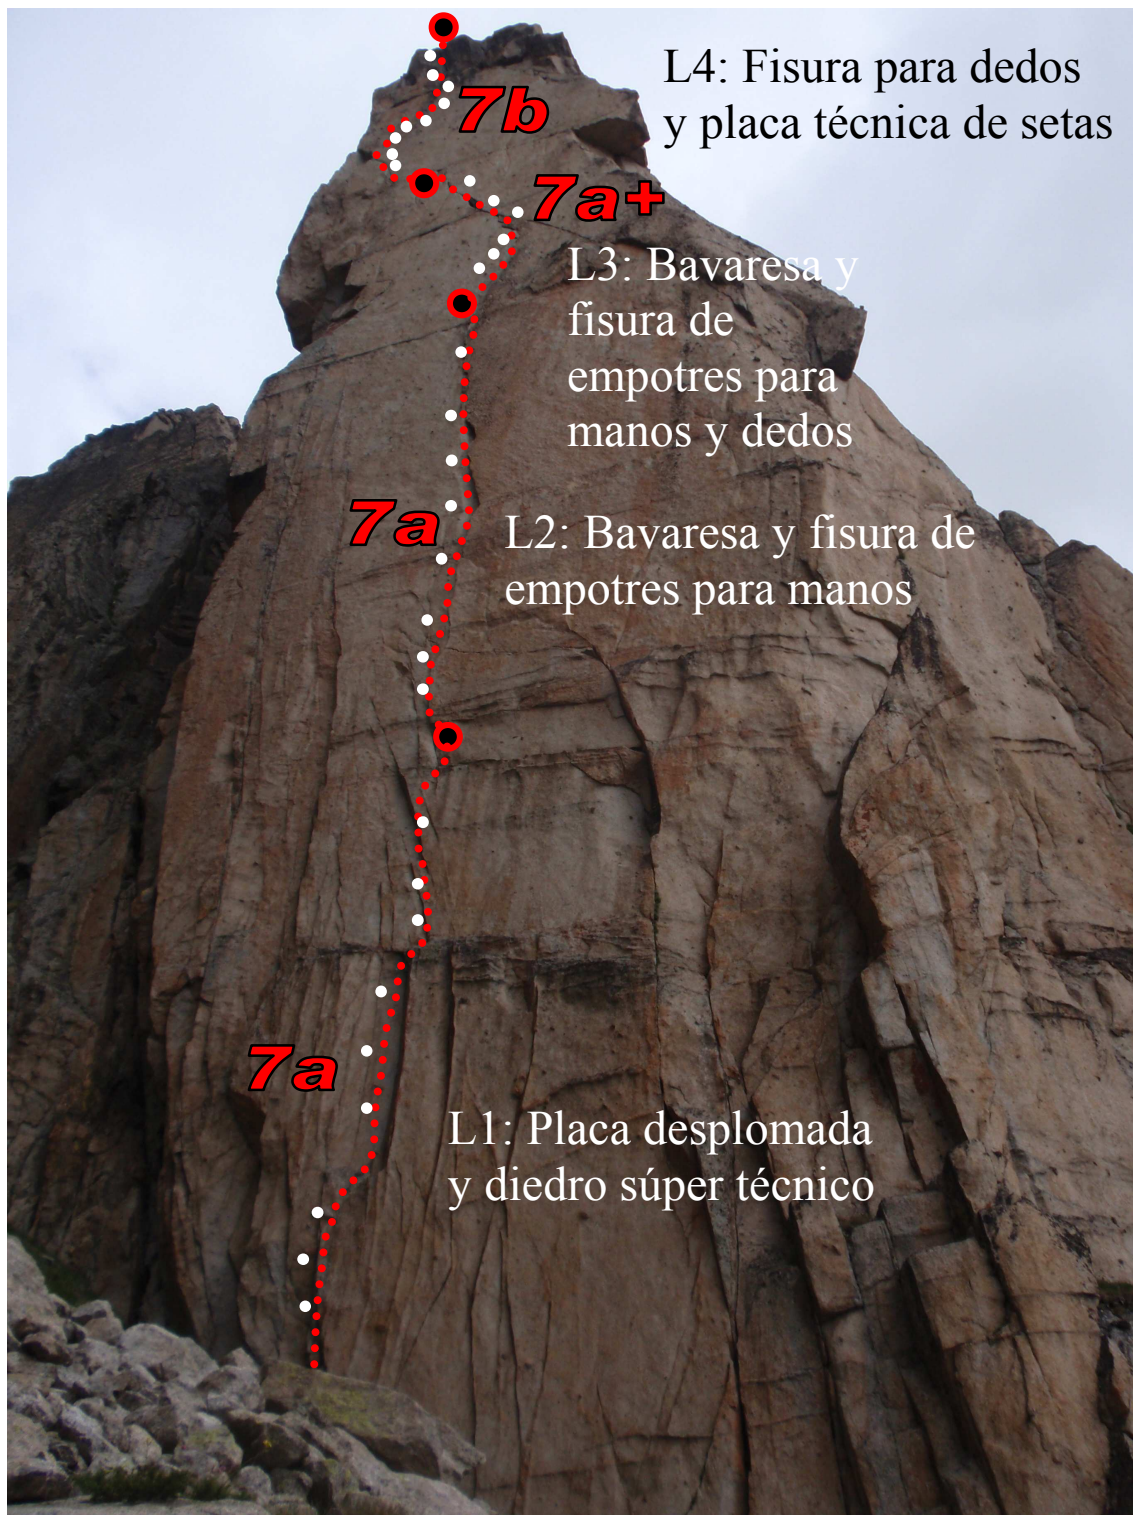 L4: Fisura para dedos
y placa técnica de setas
7b
7a+
L3: Bavaresa y
fisura de
empotres para
manos y dedos
7a
L2: Bavaresa y fisura de
empotres para manos
7a
L1: Placa desplomada
y diedro súper técnico